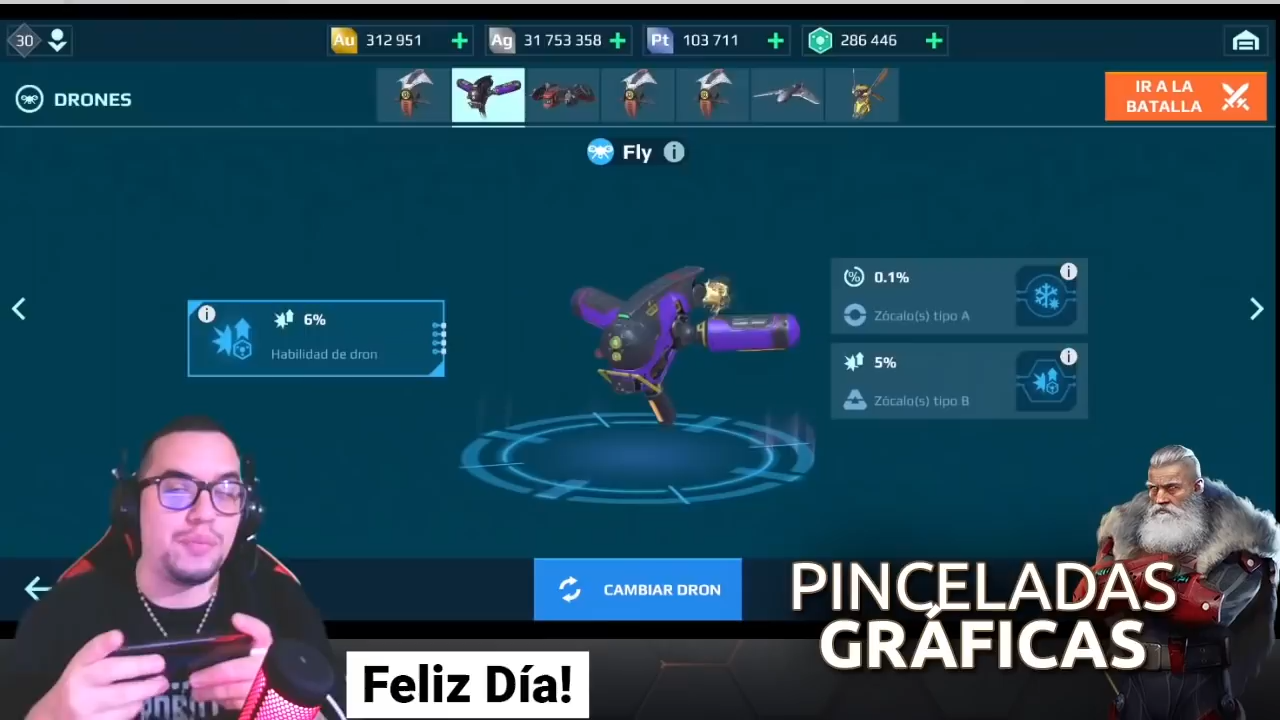 30
Au 312 951
Ag 31 753 358
Pt 103 711
286 446
DRONES
IR A LA
BATALLA
Fly
6%
Habilidad de dron
0.1%
Zócalo(s) tipo A
5%
Zócalo(s) tipo B
CAMBIAR DRON
PINCELADAS
GRÁFICAS
Feliz Día!